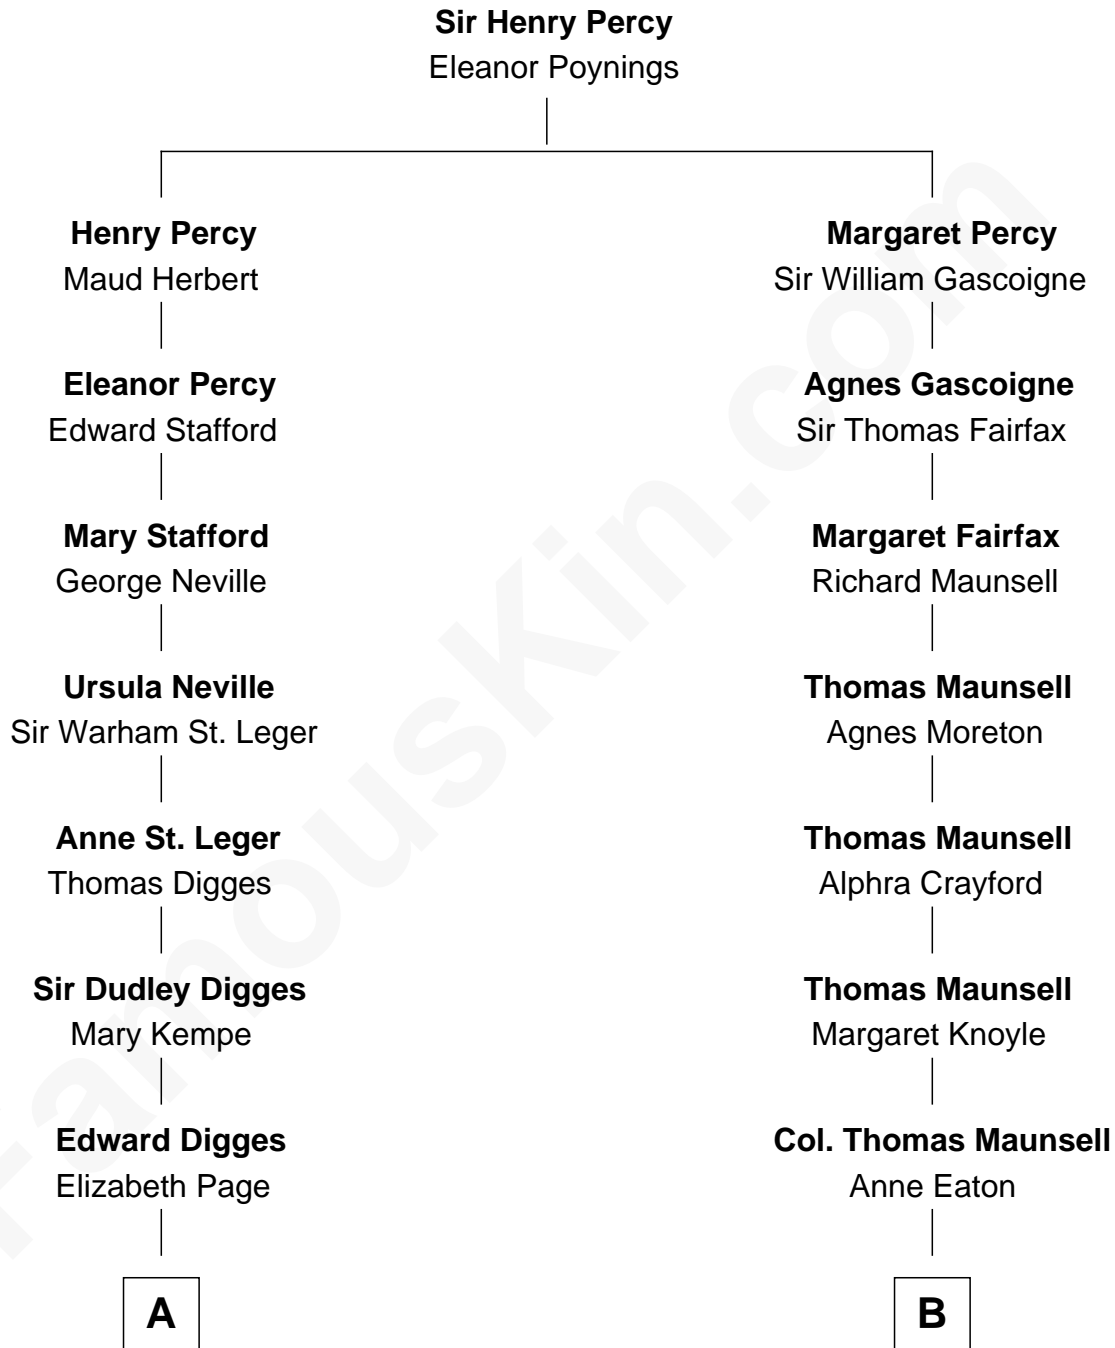 Sir Henry Percy
Eleanor Poynings
Henry Percy
Maud Herbert
Eleanor Percy
Edward Stafford
Mary Stafford
George Neville
Ursula Neville
Sir Warham St. Leger
Anne St. Leger
Thomas Digges
Sir Dudley Digges
Mary Kempe
Edward Digges
Elizabeth Page
A
Margaret Percy
Sir William Gascoigne
Agnes Gascoigne
Sir Thomas Fairfax
Margaret Fairfax
Richard Maunsell
Thomas Maunsell
Agnes Moreton
Thomas Maunsell
Alphra Crayford
Thomas Maunsell
Margaret Knoyle
Col. Thomas Maunsell
Anne Eaton
B
FamousKin.com